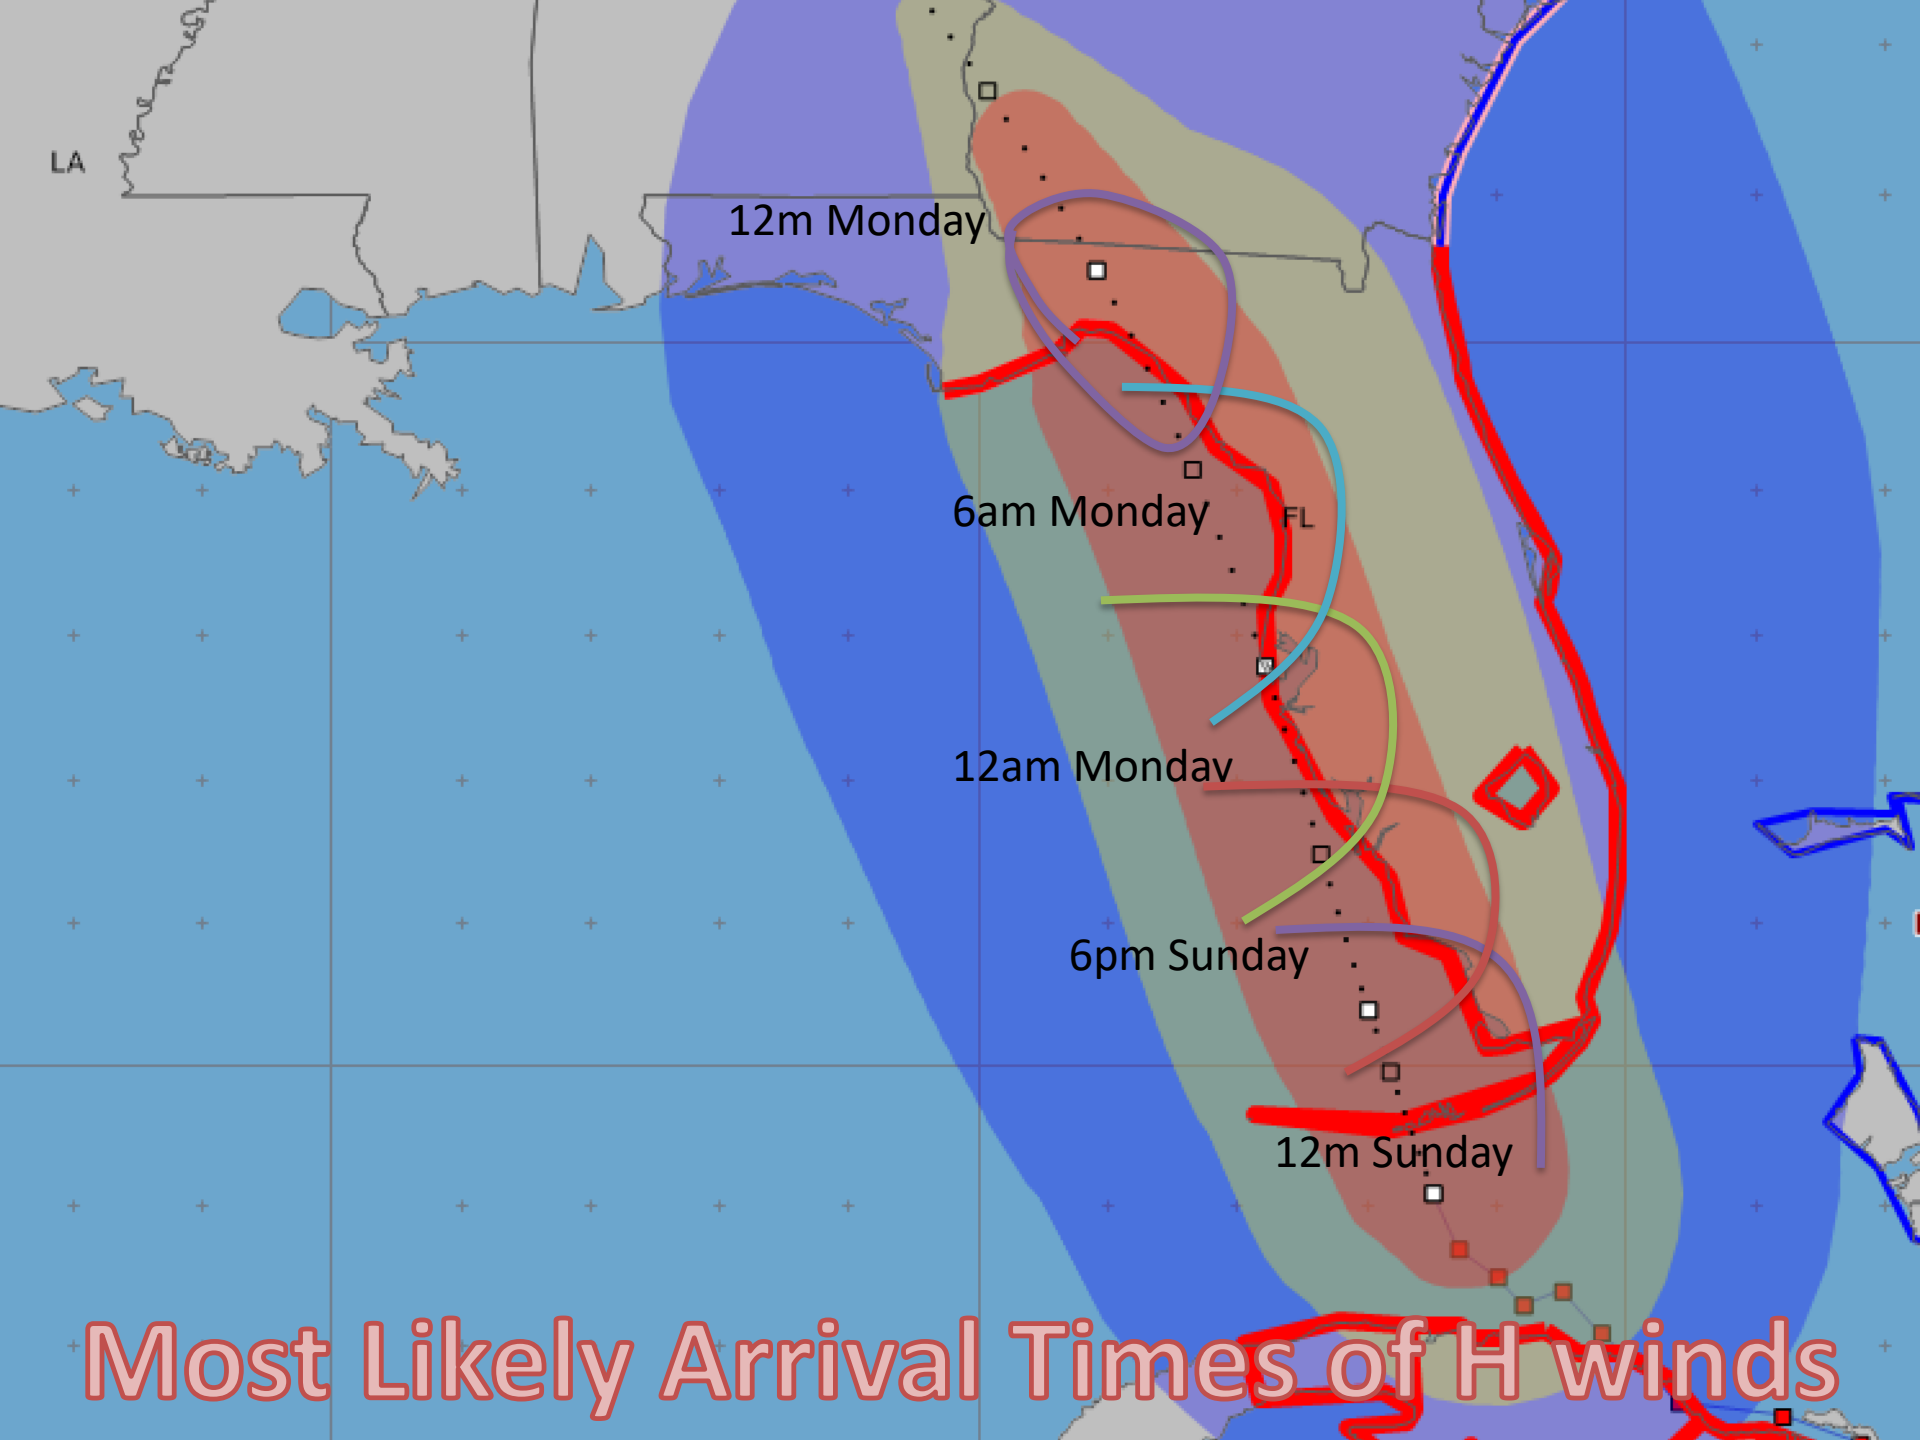 LA
12m Monday
6am Monday
FL
12am Monday
6pm Sunday
12m Sunday
Most Likely Arrival Times of H winds